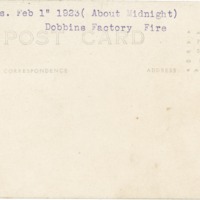 s. Feb 1" 1923( About Midnight)
POST CARD
Dobbins Factory Fire
CORRESPONDENCE
ADDRESS